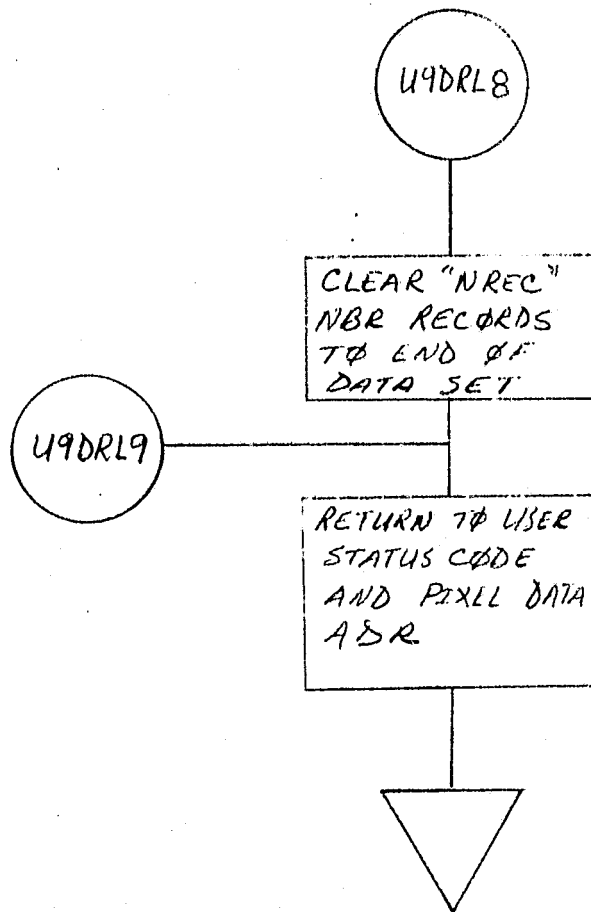 U9DRL8
CLEAR "NREC"
NBR RECØRDS
TØ END ØF
DATA SET
U9DRL9
RETURN TØ USER
STATUS CØDE
AND PIXEL DATA
ADR